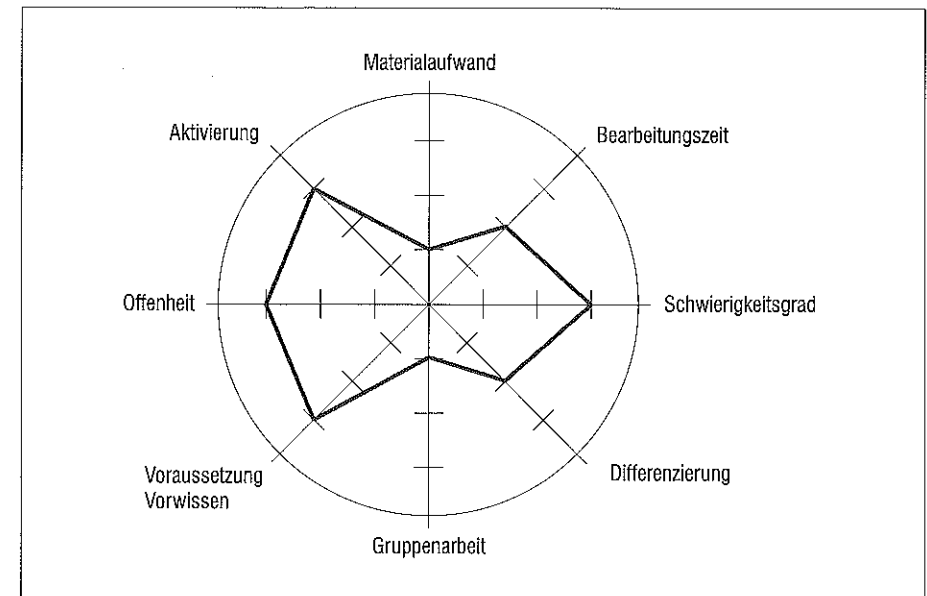 Materialaufwand
Aktivierung
Bearbeitungszeit
Offenheit
Schwierigkeitsgrad
Voraussetzung
Vorwissen
Differenzierung
Gruppenarbeit